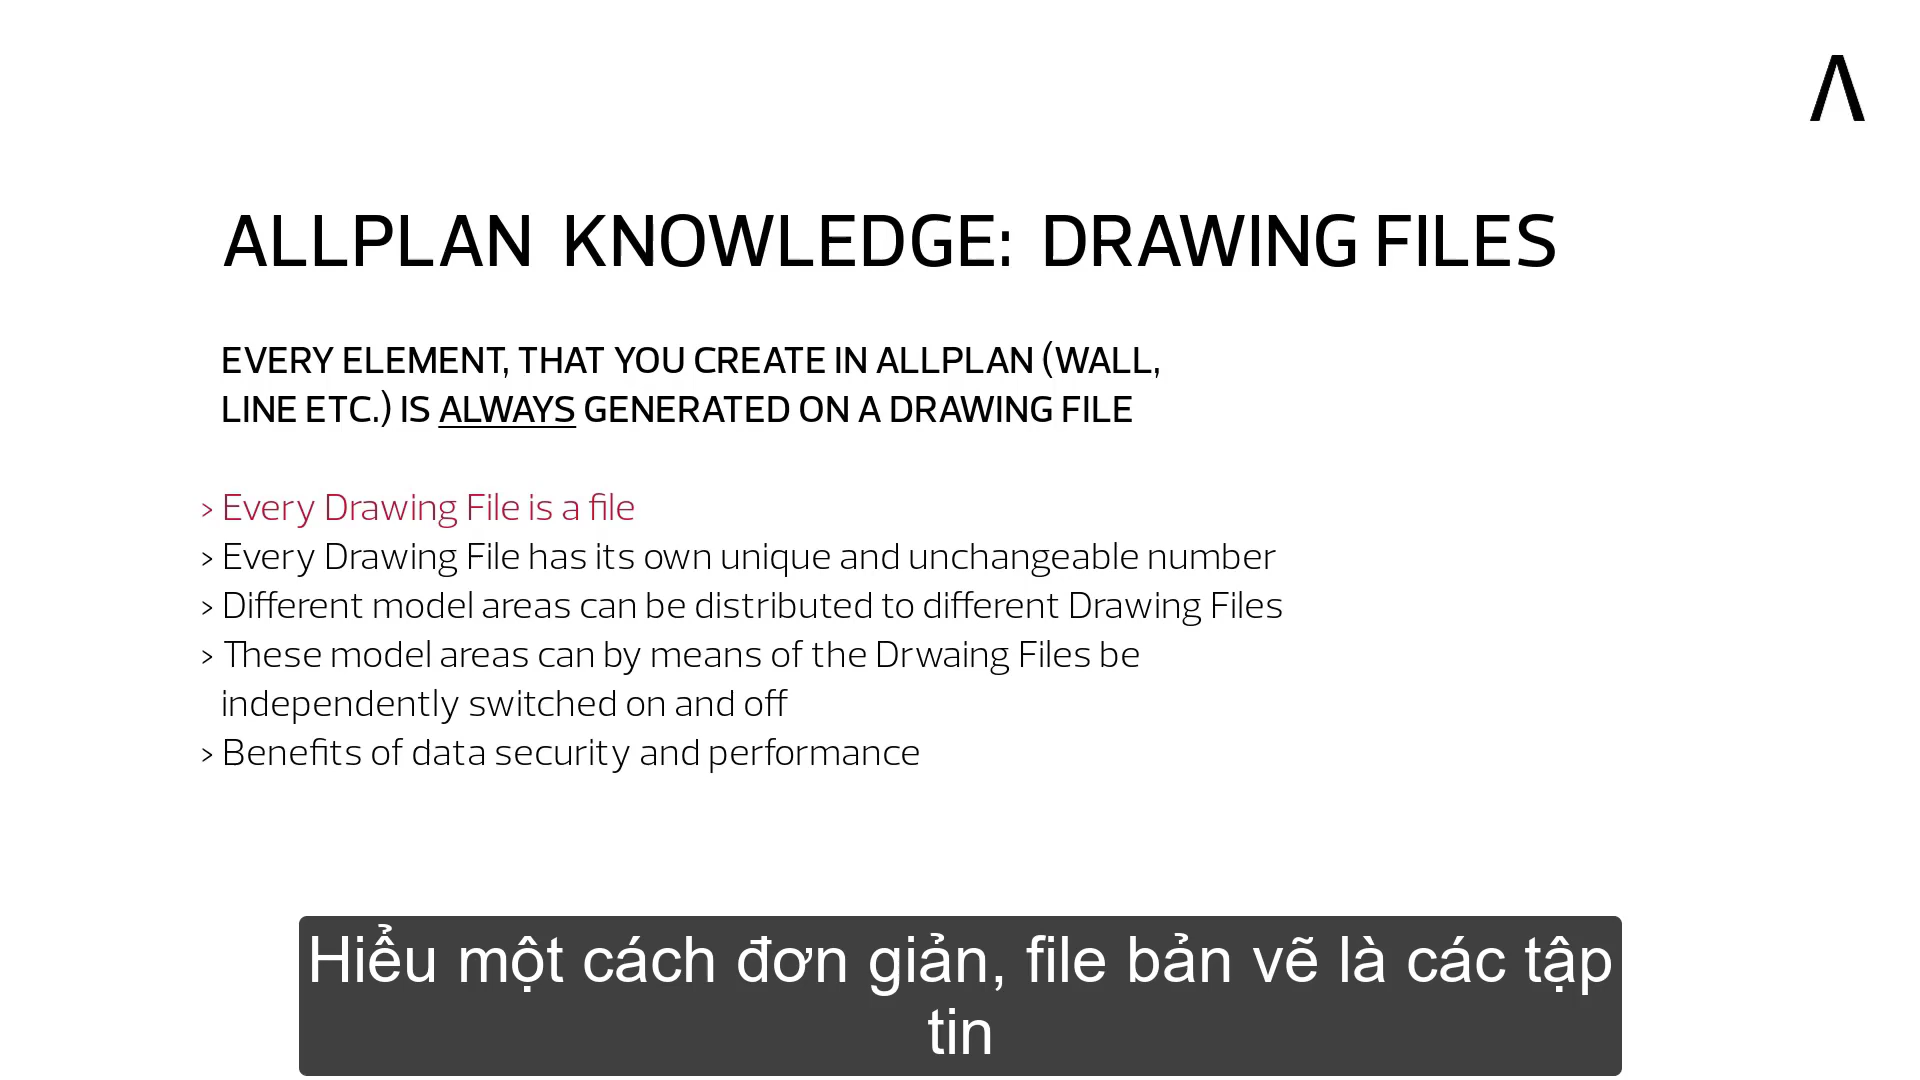 ALLPLAN KNOWLEDGE: DRAWING FILES
EVERY ELEMENT, THAT YOU CREATE IN ALLPLAN (WALL,
LINE ETC.) IS ALWAYS GENERATED ON A DRAWING FILE
> Every Drawing File is a file
> Every Drawing File has its own unique and unchangeable number
> Different model areas can be distributed to different Drawing Files
> These model areas can by means of the Drwaing Files be
independently switched on and off
> Benefits of data security and performance
Hiểu một cách đơn giản, file bản vẽ là các tập
tin